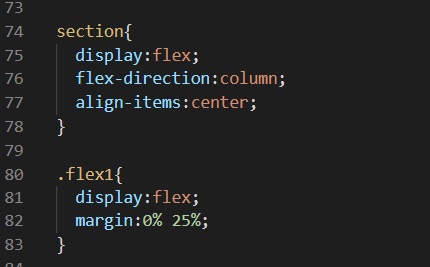 73
74 section{
75 display:flex;
76 flex-direction:column;
77 align-items:center;
78 }
79
80 .flex1{
81 display:flex;
82 margin:0% 25%;
83 }
84